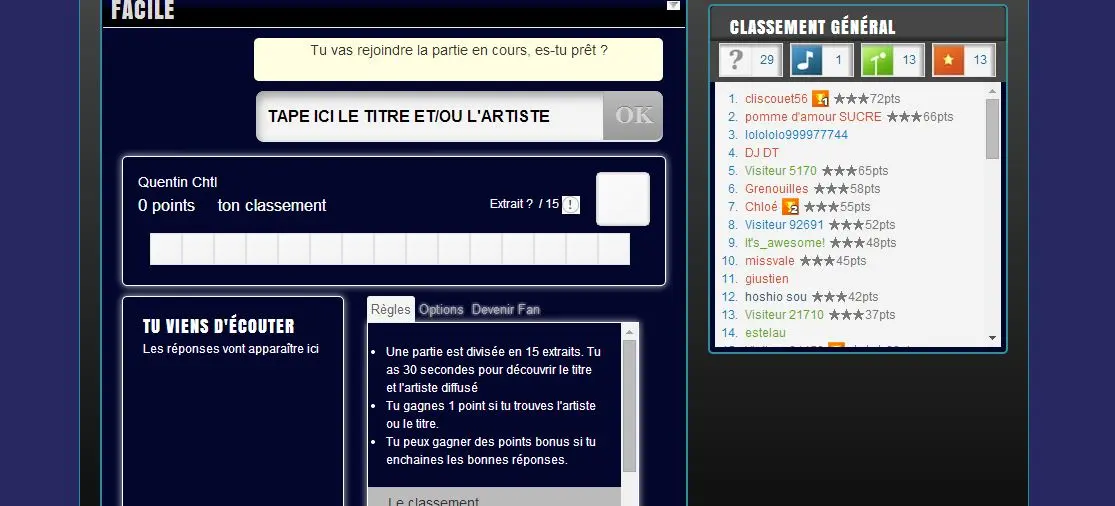 FACILE
Tu vas rejoindre la partie en cours, es-tu prêt ?
TAPE ICI LE TITRE ET/OU L'ARTISTE
OK
Quentin Chtl
0 points ton classement
Extrait ? / 15 !
TU VIENS D'ÉCOUTER
Les réponses vont apparaître ici
Règles Options Devenir Fan
Une partie est divisée en 15 extraits. Tu
as 30 secondes pour découvrir le titre
et l'artiste diffusé
Tu gagnes 1 point si tu trouves l'artiste
ou le titre.
Tu peux gagner des points bonus si tu
enchaines les bonnes réponses.
Le classement
CLASSEMENT GÉNÉRAL
? 29 1 13 13
1. cliscouet56 1 ★★★72pts
2. pomme d'amour SUCRE ★★★66pts
3. lolololo999977744
4. DJ DT
5. Visiteur 5170 ★★★65pts
6. Grenouilles ★★★58pts
7. Chloé 2 ★★★55pts
8. Visiteur 92691 ★★★52pts
9. It's_awesome! ★★★48pts
10. missvale ★★★45pts
11. giustien
12. hoshio sou ★★★42pts
13. Visiteur 21710 ★★★37pts
14. estelau